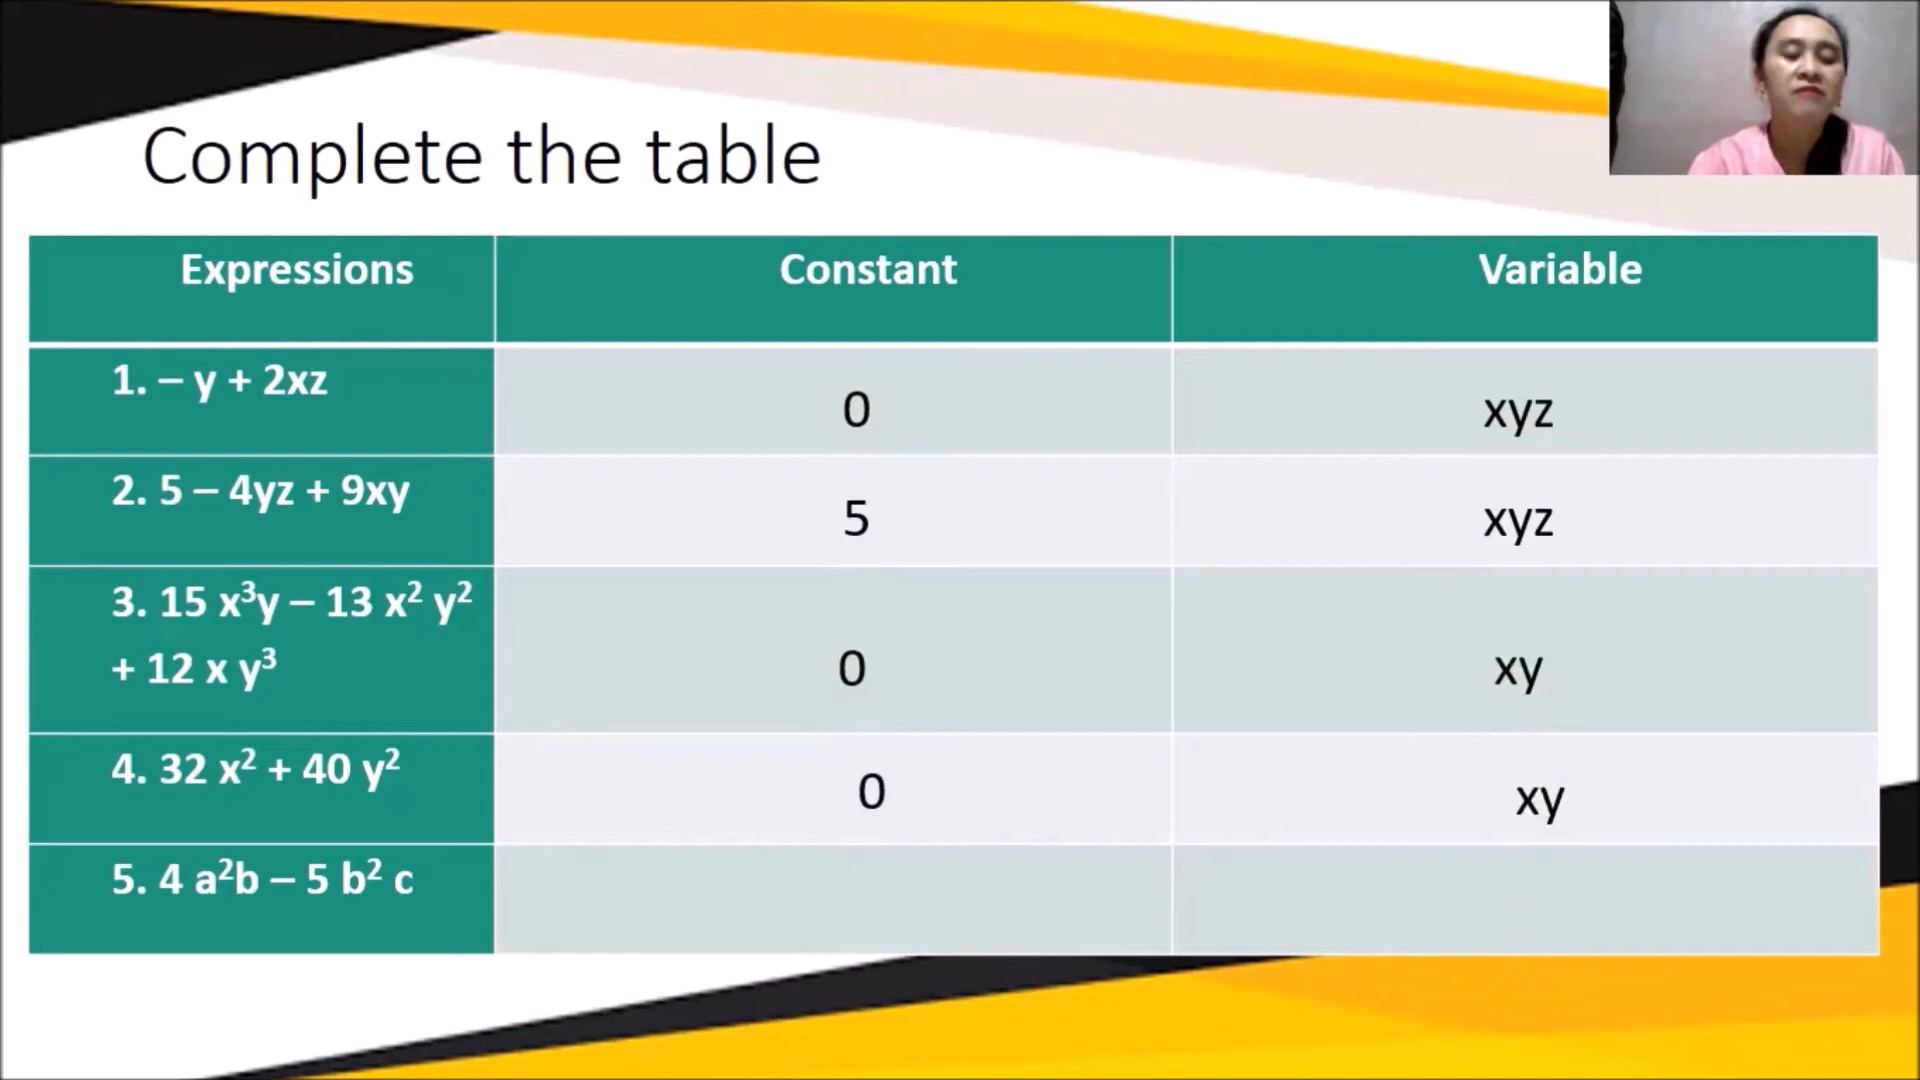 Complete the table
Expressions Constant Variable
1. – y + 2xz 0 xyz
2. 5 – 4yz + 9xy 5 xyz
3. 15 x³y – 13 x² y²
+ 12 x y³ 0 xy
4. 32 x² + 40 y² 0 xy
5. 4 a²b – 5 b² c